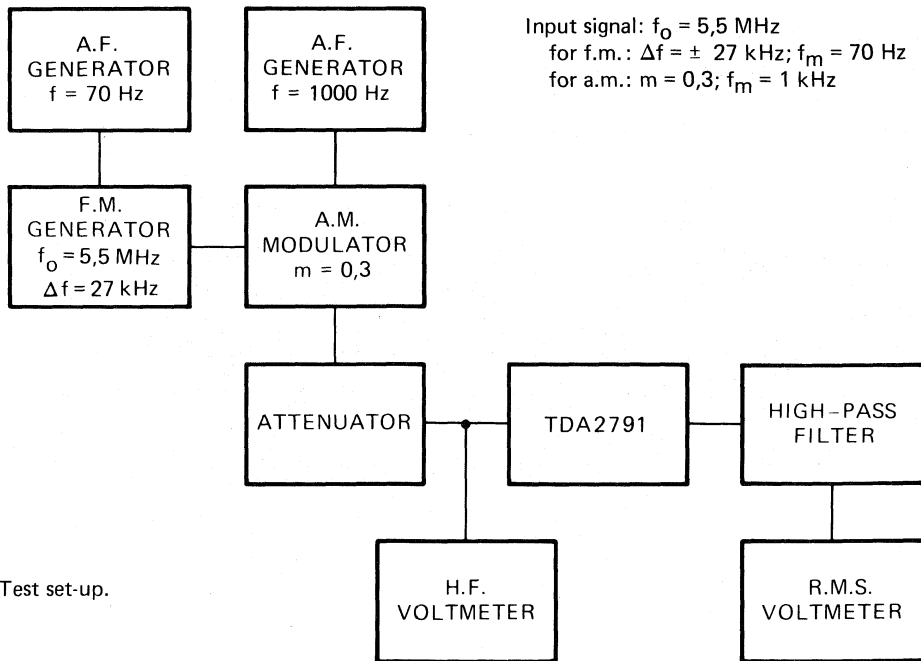 A.F.
GENERATOR
f = 70 Hz
A.F.
GENERATOR
f = 1000 Hz
Input signal: fo = 5,5 MHz
for f.m.: Δf = ± 27 kHz; fm = 70 Hz
for a.m.: m = 0,3; fm = 1 kHz
F.M.
GENERATOR
fo = 5,5 MHz
Δf = 27 kHz
A.M.
MODULATOR
m = 0,3
ATTENUATOR
TDA2791
HIGH-PASS
FILTER
Test set-up.
H.F.
VOLTMETER
R.M.S.
VOLTMETER